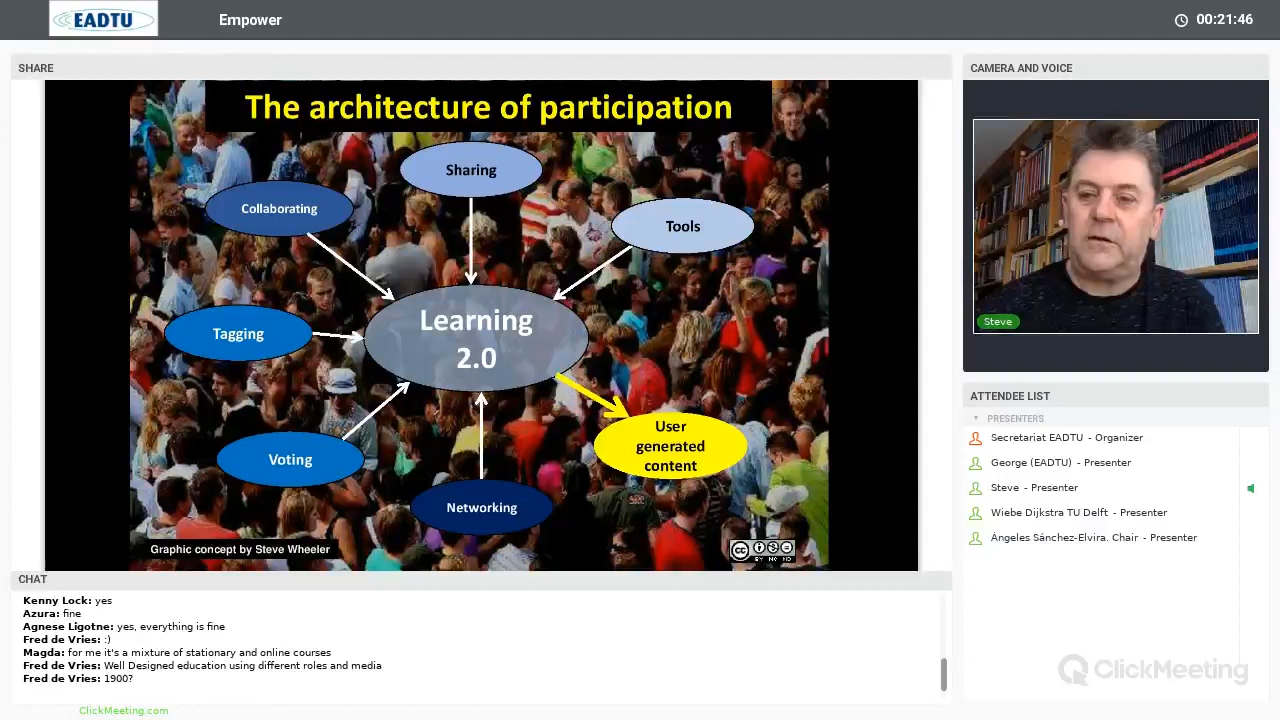 EADTU
Empower
00:21:46
SHARE
The architecture of participation
Sharing
Collaborating
Tools
Learning
2.0
Tagging
User
generated
content
Voting
Networking
Graphic concept by Steve Wheeler
CC
BY NC ND
CAMERA AND VOICE
Steve
ATTENDEE LIST
PRESENTERS
Secretariat EADTU - Organizer
George (EADTU) - Presenter
Steve - Presenter
Wiebe Dijkstra TU Delft - Presenter
Ángeles Sánchez-Elvira. Chair - Presenter
CHAT
Kenny Lock: yes
Azura: fine
Agnese Ligotne: yes, everything is fine
Fred de Vries: :)
Magda: for me it's a mixture of stationary and online courses
Fred de Vries: Well Designed education using different roles and media
Fred de Vries: 1900?
ClickMeeting
ClickMeeting.com